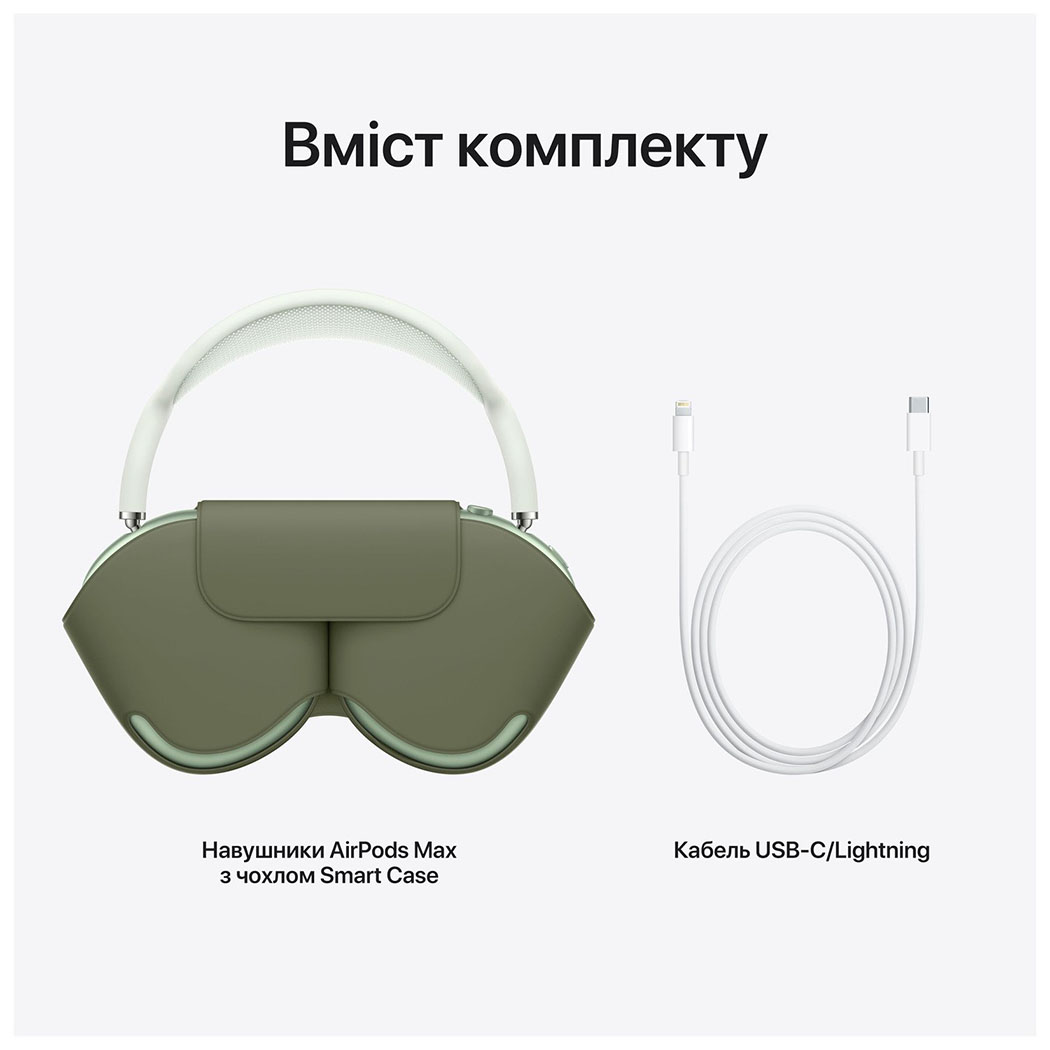 Вміст комплекту
Навушники AirPods Max
з чохлом Smart Case
Кабель USB-C/Lightning